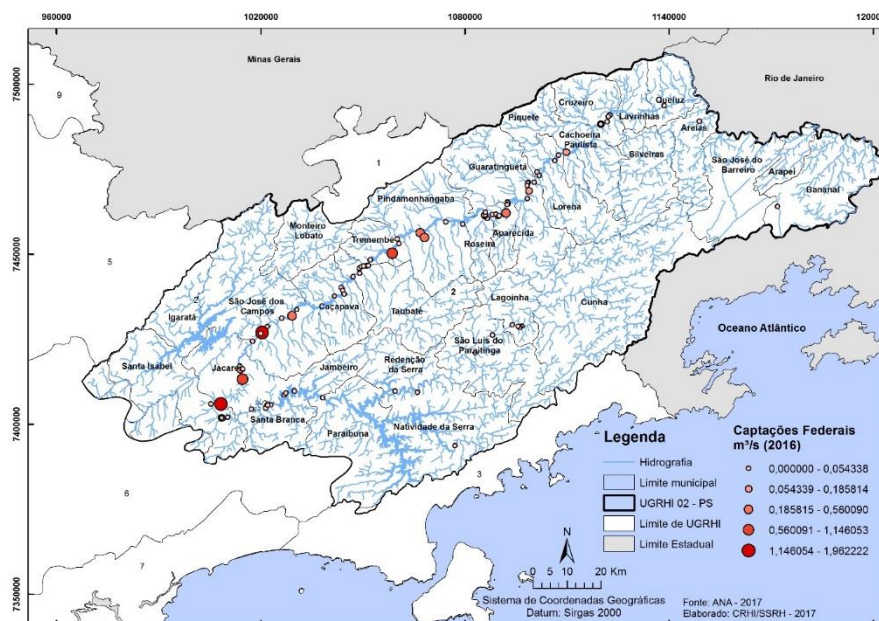 960000
1020000
1080000
1140000
12000
7500000
7450000
7400000
7350000
Minas Gerais
Rio de Janeiro
9
1
5
2
2
3
6
7
Queluz
Cruzeiro
Lavrinhas
Piquete
Areias
Cachoeira
Paulista
Silveiras
São José do
Barreiro
Arapei
Bananal
Guaratinguetá
Lorena
Pindamonhangaba
Aparecida
Roseira
Monteiro
Lobato
Tremembé
Lagoinha
Cunha
São José dos
Campos
Caçapava
Taubaté
Igaratá
São Luís do
Paraitinga
Oceano Atlântico
Santa Isabel
Jacareí
Jambeiro
Redenção
da Serra
Santa Branca
Paraibuna
Natividade da Serra
Legenda
Hidrografia
Limite municipal
UGRHI 02 - PS
Limite de UGRHI
Limite Estadual
Captações Federais
m³/s (2016)
0,000000 - 0,054338
0,054339 - 0,185814
0,185815 - 0,560090
0,560091 - 1,146053
1,146054 - 1,962222
N
0 5 10 20 Km
Sistema de Coordenadas Geográficas
Datum: Sirgas 2000
Fonte: ANA - 2017
Elaborado: CRHI/SSRH - 2017